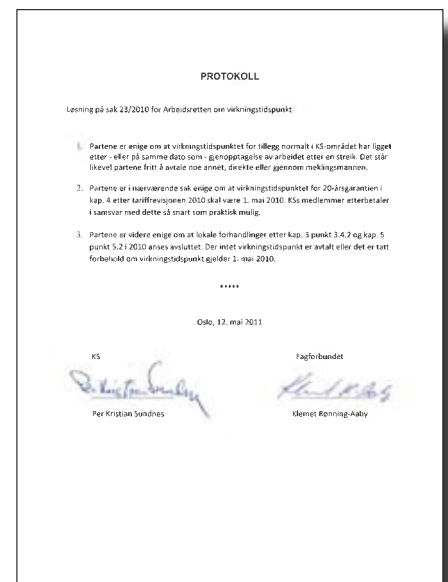 PROTOKOLL
Løsning på sak 23/2010 for Arbeidsretten om virkningstidspunkt
1. Partene er enige om at virkningstidspunktet for tillegg normalt i KS-området har ligget
etter - eller på samme dato som - gjenopptagelse av arbeidet etter en streik. Det står
likevel partene fritt å avtale noe annet, direkte eller gjennom meklingsmannen.
2. Partene er i nærværende sak enige om at virkningstidspunktet for 20-årsgarantien i
kap. 4 etter tariffrevisjonen 2010 skal være 1. mai 2010. KSs medlemmer etterbetaler
i samsvar med dette så snart som praktisk mulig.
3. Partene er videre enige om at lokale forhandlinger etter kap. 3 punkt 3.4.2 og kap. 5
punkt 5.2 i 2010 anses avsluttet. Der intet virkningstidspunkt er avtalt eller det er tatt
forbehold om virkningstidspunkt gjelder 1. mai 2010.
*****
Oslo, 12. mai 2011
KS
Fagforbundet
Per Kristian Sundnes
Klemet Rønning-Aaby